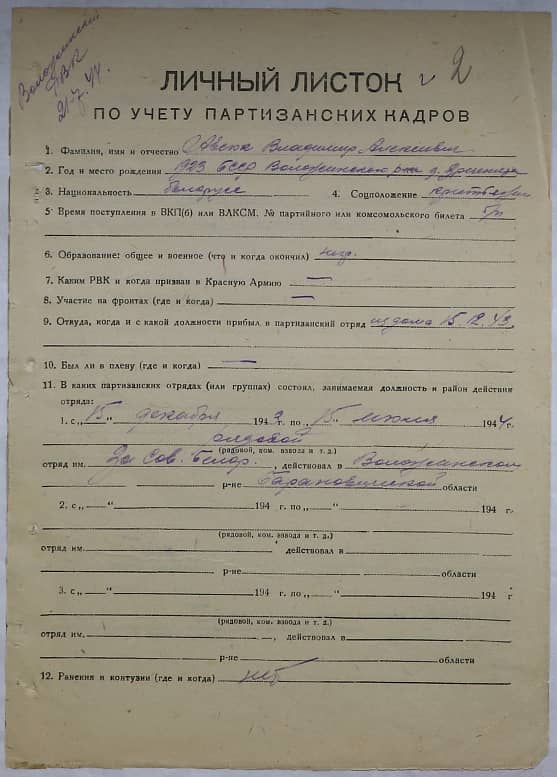 Воложинский
РВК
21.7.44.
2
ЛИЧНЫЙ ЛИСТОК
ПО УЧЕТУ ПАРТИЗАНСКИХ КАДРОВ
1. Фамилия, имя и отчество Владимир
2. Год и место рождения 1923 БССР Воложинского р-на д.
3. Национальность белорусс 4. Соцположение
5. Время поступления в ВКП(б) или ВЛКСМ, № партийного или комсомольского билета б/п
6. Образование: общее и военное (что и когда окончил) низ.
7. Каким РВК и когда призван в Красную Армию —
8. Участие на фронтах (где и когда) —
9. Откуда, когда и с какой должности прибыл в партизанский отряд из дома 15.12.43.
10. Был ли в плену (где и когда) —
11. В каких партизанских отрядах (или группах) состоял, занимаемая должность и район действия
отряда:
1. с „15" декабря 194 г. по „15" июля 1944 г.
рядовой
(рядовой, ком. взвода и т. д.)
отряд им. За Сов. Белор., действовал в Воложинском
р-не Барановичской области
2. с „ " 194 г. по „ " 194 г.
(рядовой, ком. взвода и т. д.)
отряд им. , действовал в
р-не области
3. с „ " 194 г. по „ " 194 г
(рядовой, ком. взвода и т. д.)
отряд им. , действовал в
р-не области
12. Ранения и контузии (где и когда) нет